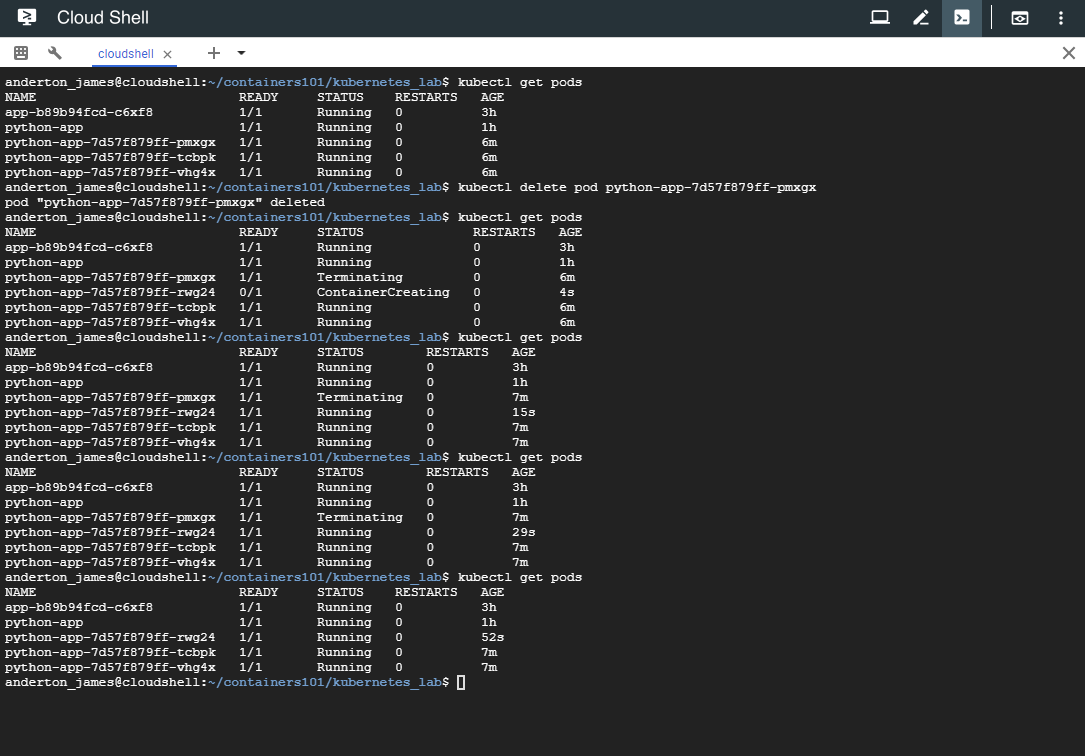 Cloud Shell
cloudshell
anderton_james@cloudshell:~/containers101/kubernetes_lab$ kubectl get pods
NAME READY STATUS RESTARTS AGE
app-b89b94fcd-c6xf8 1/1 Running 0 3h
python-app 1/1 Running 0 1h
python-app-7d57f879ff-pmxgx 1/1 Running 0 6m
python-app-7d57f879ff-tcbpk 1/1 Running 0 6m
python-app-7d57f879ff-vhg4x 1/1 Running 0 6m
anderton_james@cloudshell:~/containers101/kubernetes_lab$ kubectl delete pod python-app-7d57f879ff-pmxgx
pod "python-app-7d57f879ff-pmxgx" deleted
anderton_james@cloudshell:~/containers101/kubernetes_lab$ kubectl get pods
NAME READY STATUS RESTARTS AGE
app-b89b94fcd-c6xf8 1/1 Running 0 3h
python-app 1/1 Running 0 1h
python-app-7d57f879ff-pmxgx 1/1 Terminating 0 6m
python-app-7d57f879ff-rwg24 0/1 ContainerCreating 0 4s
python-app-7d57f879ff-tcbpk 1/1 Running 0 6m
python-app-7d57f879ff-vhg4x 1/1 Running 0 6m
anderton_james@cloudshell:~/containers101/kubernetes_lab$ kubectl get pods
NAME READY STATUS RESTARTS AGE
app-b89b94fcd-c6xf8 1/1 Running 0 3h
python-app 1/1 Running 0 1h
python-app-7d57f879ff-pmxgx 1/1 Terminating 0 7m
python-app-7d57f879ff-rwg24 1/1 Running 0 15s
python-app-7d57f879ff-tcbpk 1/1 Running 0 7m
python-app-7d57f879ff-vhg4x 1/1 Running 0 7m
anderton_james@cloudshell:~/containers101/kubernetes_lab$ kubectl get pods
NAME READY STATUS RESTARTS AGE
app-b89b94fcd-c6xf8 1/1 Running 0 3h
python-app 1/1 Running 0 1h
python-app-7d57f879ff-pmxgx 1/1 Terminating 0 7m
python-app-7d57f879ff-rwg24 1/1 Running 0 29s
python-app-7d57f879ff-tcbpk 1/1 Running 0 7m
python-app-7d57f879ff-vhg4x 1/1 Running 0 7m
anderton_james@cloudshell:~/containers101/kubernetes_lab$ kubectl get pods
NAME READY STATUS RESTARTS AGE
app-b89b94fcd-c6xf8 1/1 Running 0 3h
python-app 1/1 Running 0 1h
python-app-7d57f879ff-rwg24 1/1 Running 0 52s
python-app-7d57f879ff-tcbpk 1/1 Running 0 7m
python-app-7d57f879ff-vhg4x 1/1 Running 0 7m
anderton_james@cloudshell:~/containers101/kubernetes_lab$